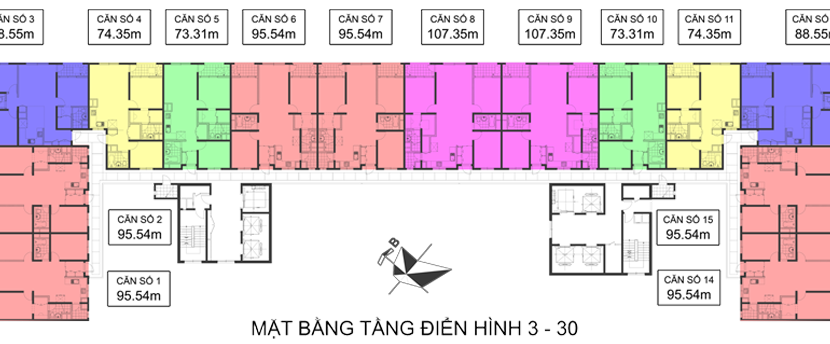 CĂN SỐ 3
8.55m
CĂN SỐ 4
74.35m
CĂN SỐ 5
73.31m
CĂN SỐ 6
95.54m
CĂN SỐ 7
95.54m
CĂN SỐ 8
107.35m
CĂN SỐ 9
107.35m
CĂN SỐ 10
73.31m
CĂN SỐ 11
74.35m
CĂN SỐ
88.55m
CĂN SỐ 2
95.54m
CĂN SỐ 1
95.54m
B
CĂN SỐ 15
95.54m
CĂN SỐ 14
95.54m
MẶT BẰNG TẦNG ĐIỂN HÌNH 3 - 30